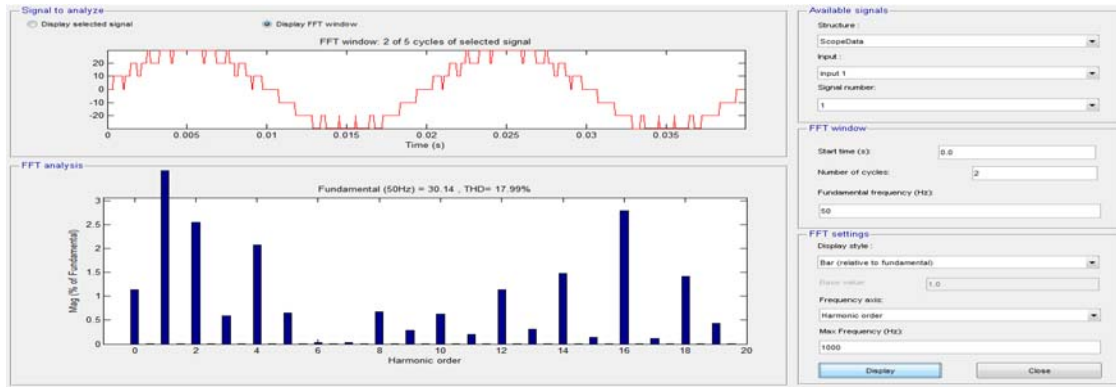 Signal to analyze
Display selected signal
Display FFT window
FFT window: 2 of 5 cycles of selected signal
20
10
0
-10
-20
0
0.005
0.01
0.015
0.02
0.025
0.03
0.035
Time (s)
FFT analysis
Fundamental (50Hz) = 30.14 , THD= 17.99%
Mag (% of Fundamental)
3
2.5
2
1.5
1
0.5
0
0
2
4
6
8
10
12
14
16
18
20
Harmonic order
Available signals
Structure :
ScopeData
Input :
input 1
Signal number:
1
FFT window
Start time (s):
0.0
Number of cycles:
2
Fundamental frequency (Hz):
50
FFT settings
Display style :
Bar (relative to fundamental)
Base value:
1.0
Frequency axis:
Harmonic order
Max Frequency (Hz):
1000
Display
Close